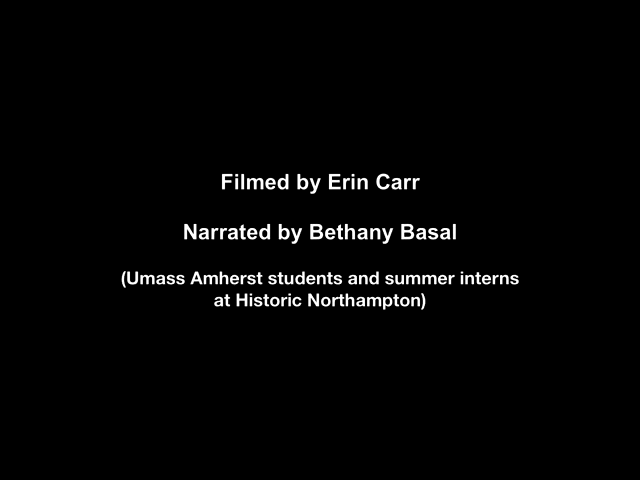 Filmed by Erin Carr
Narrated by Bethany Basal
(Umass Amherst students and summer interns
at Historic Northampton)